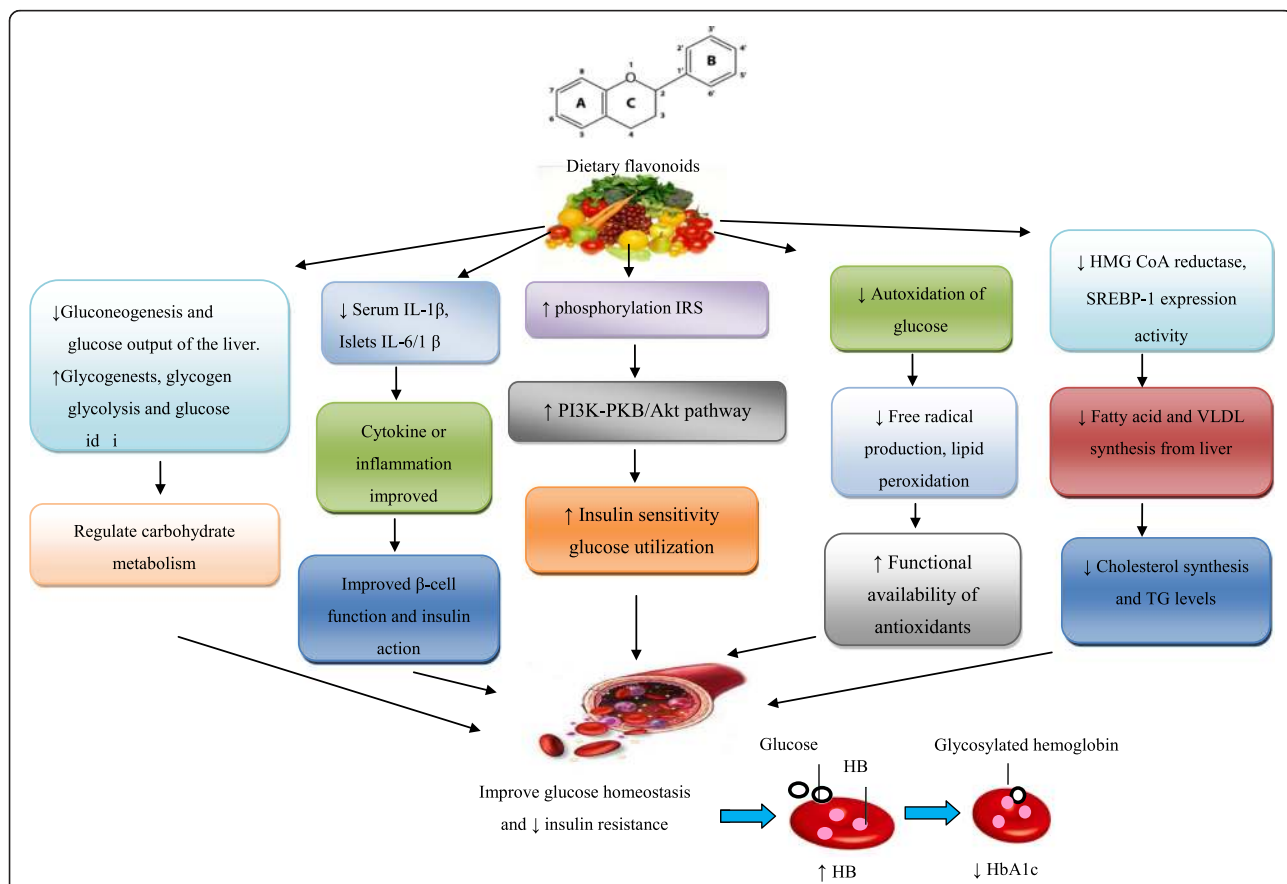 3'
2'
4'
B
1
8
O
1'
5'
7
2
6'
A
C
6
3
5
4
Dietary flavonoids
↓Gluconeogenesis and
glucose output of the liver.
↑Glycogenests, glycogen
glycolysis and glucose
id i
Regulate carbohydrate
metabolism
↓ Serum IL-1β,
Islets IL-6/1 β
Cytokine or
inflammation
improved
Improved β-cell
function and insulin
action
↑ phosphorylation IRS
↑ PI3K-PKB/Akt pathway
↑ Insulin sensitivity
glucose utilization
↓ Autoxidation of
glucose
↓ Free radical
production, lipid
peroxidation
↑ Functional
availability of
antioxidants
↓ HMG CoA reductase,
SREBP-1 expression
activity
↓ Fatty acid and VLDL
synthesis from liver
↓ Cholesterol synthesis
and TG levels
Improve glucose homeostasis
and ↓ insulin resistance
Glucose
HB
↑ HB
Glycosylated hemoglobin
↓ HbA1c